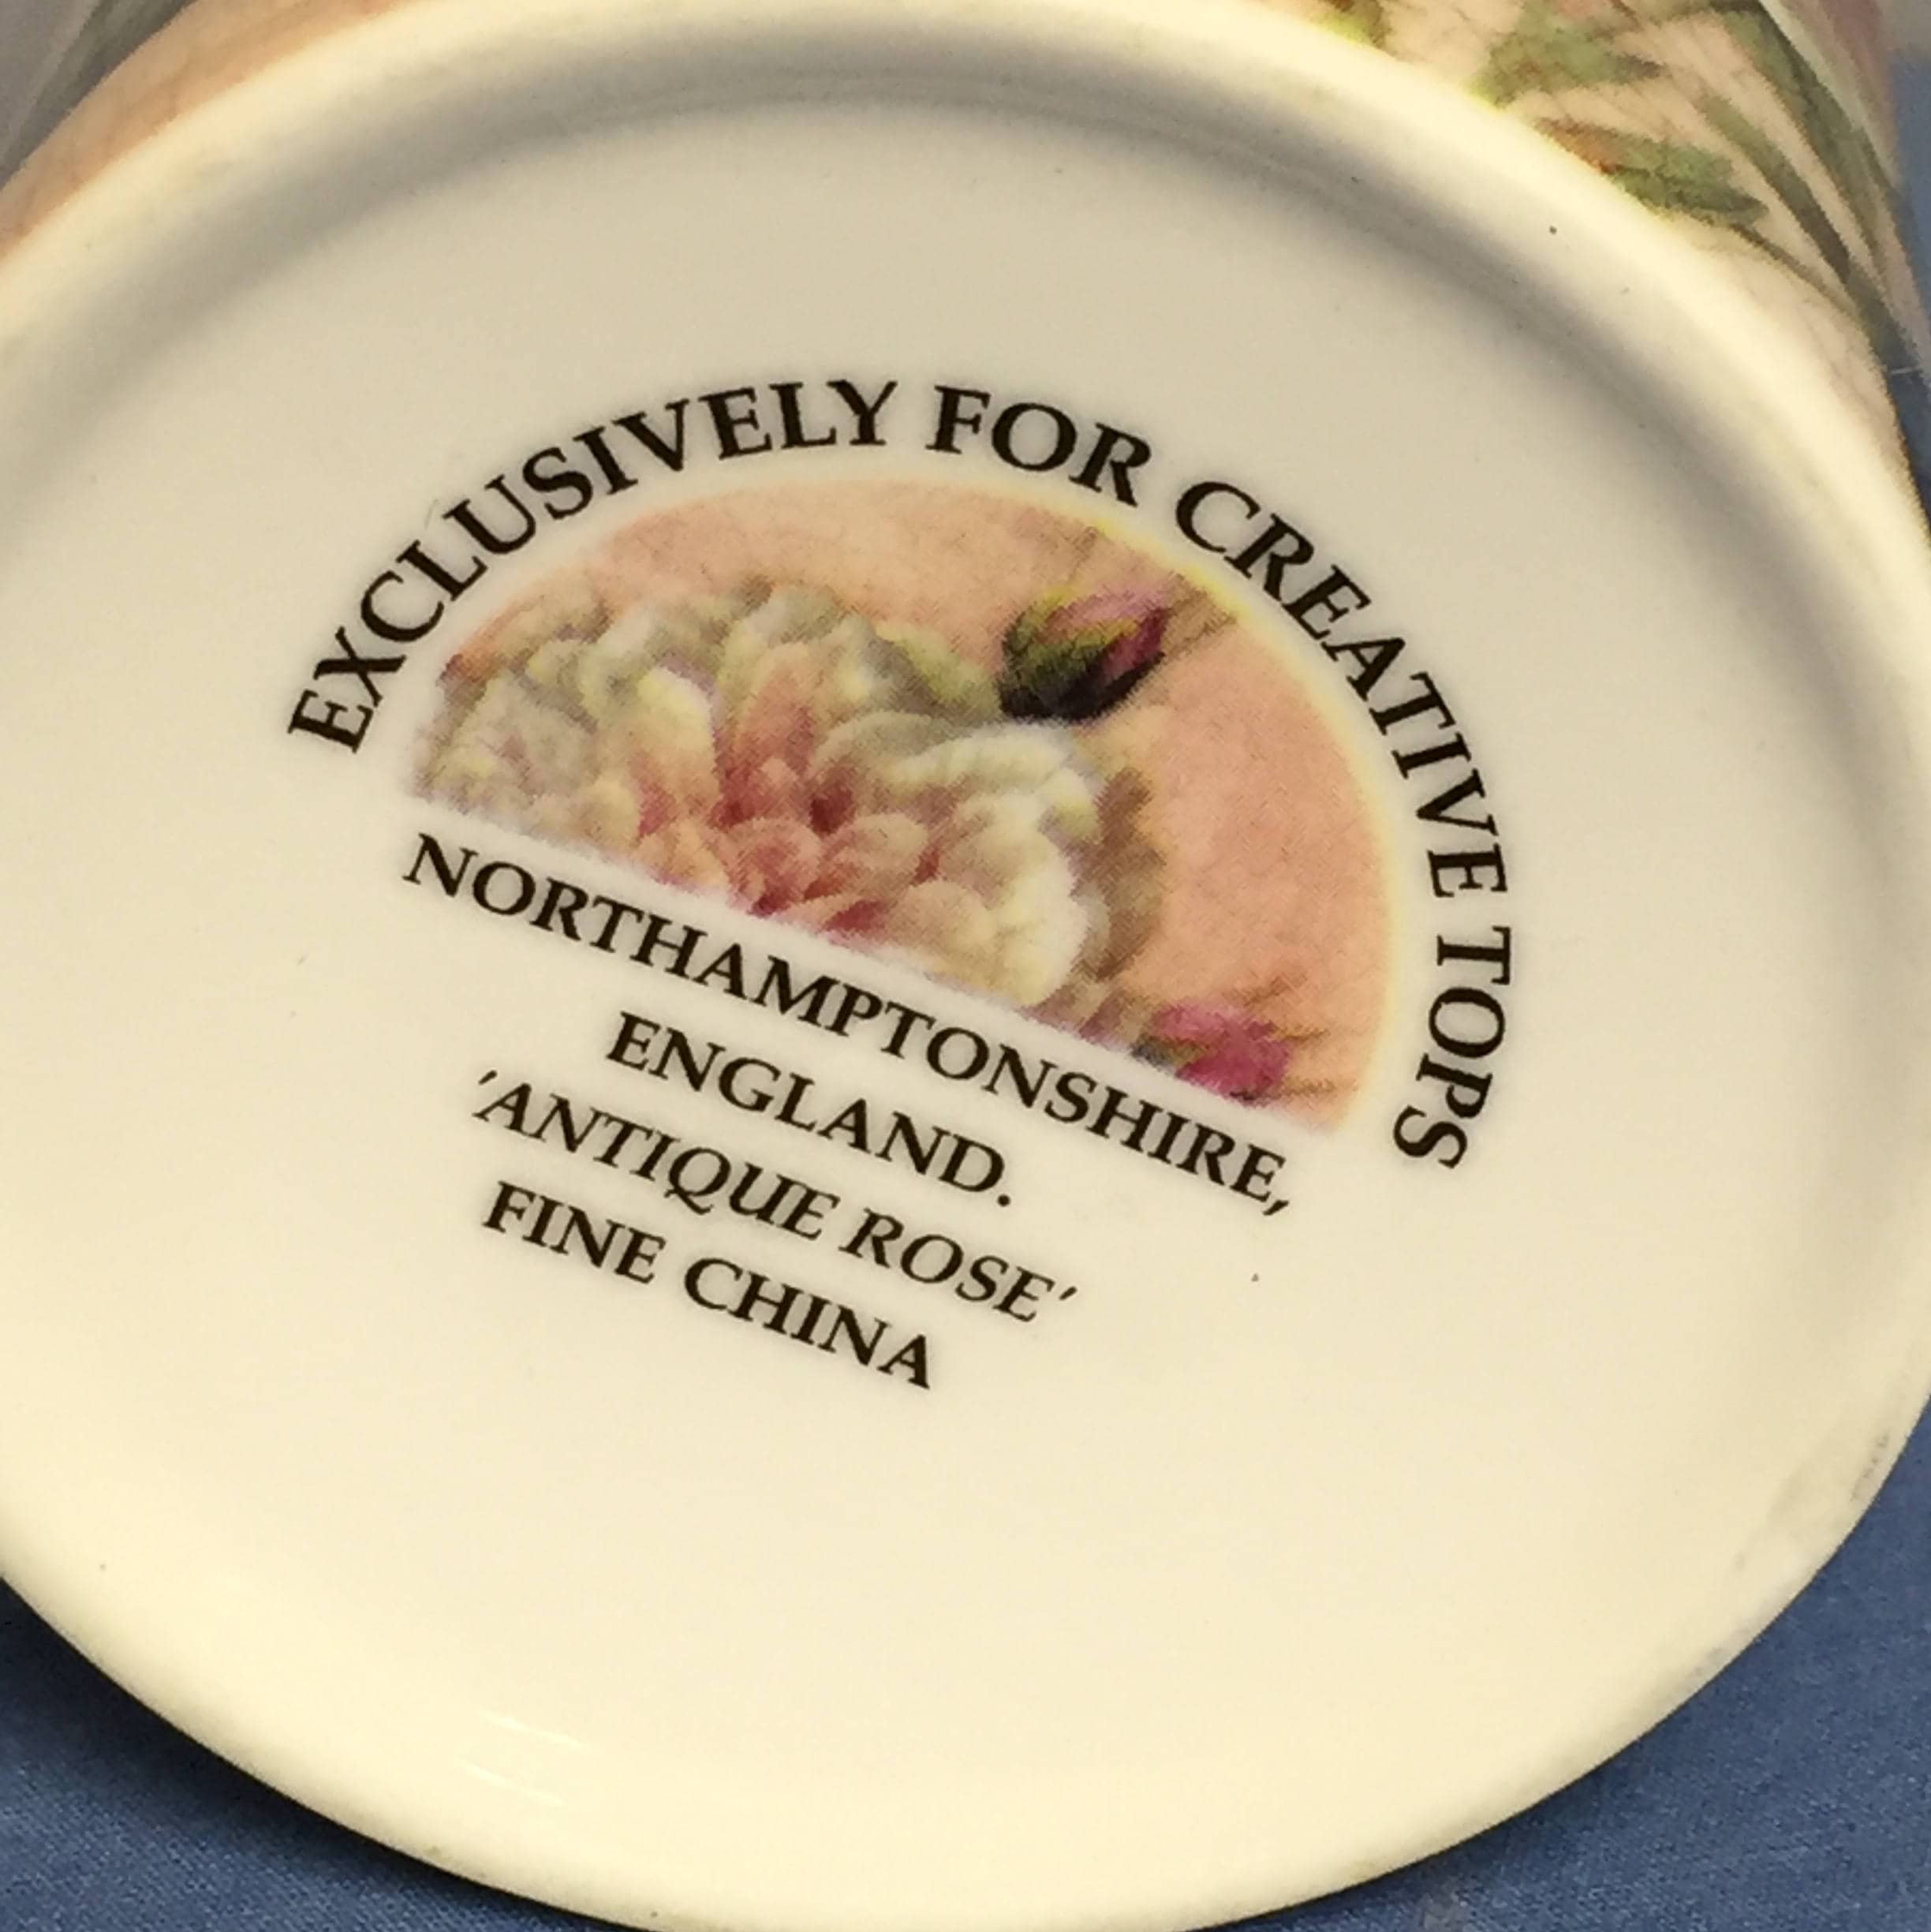 EXCLUSIVELY FOR CREATIVE TOPS
NORTHAMPTONSHIRE,
ENGLAND.
'ANTIQUE ROSE'
FINE CHINA